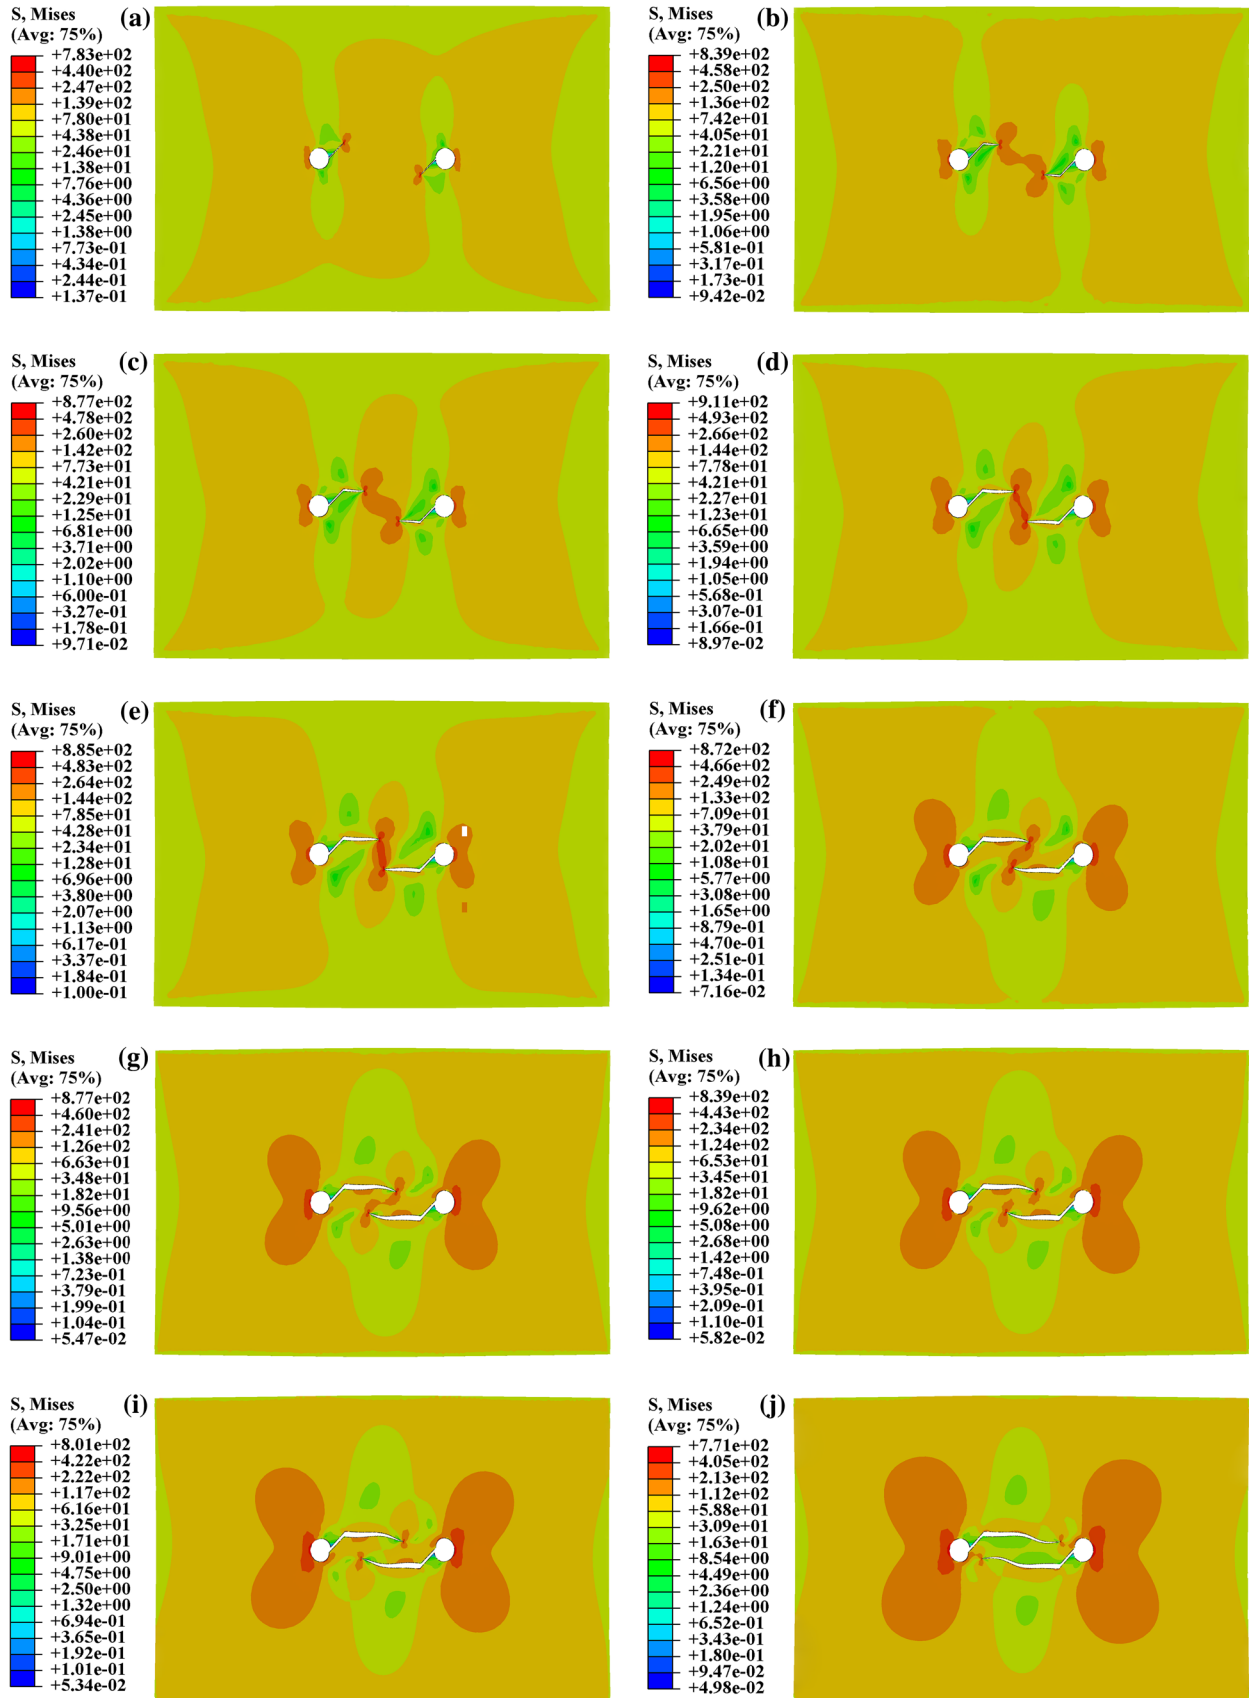 S, Mises (a)
(Avg: 75%)
+7.83e+02
+4.40e+02
+2.47e+02
+1.39e+02
+7.80e+01
+4.38e+01
+2.46e+01
+1.38e+01
+7.76e+00
+4.36e+00
+2.45e+00
+1.38e+00
+7.73e-01
+4.34e-01
+2.44e-01
+1.37e-01
S, Mises (b)
(Avg: 75%)
+8.39e+02
+4.58e+02
+2.50e+02
+1.36e+02
+7.42e+01
+4.05e+01
+2.21e+01
+1.20e+01
+6.56e+00
+3.58e+00
+1.95e+00
+1.06e+00
+5.81e-01
+3.17e-01
+1.73e-01
+9.42e-02
S, Mises (c)
(Avg: 75%)
+8.77e+02
+4.78e+02
+2.60e+02
+1.42e+02
+7.73e+01
+4.21e+01
+2.29e+01
+1.25e+01
+6.81e+00
+3.71e+00
+2.02e+00
+1.10e+00
+6.00e-01
+3.27e-01
+1.78e-01
+9.71e-02
S, Mises (d)
(Avg: 75%)
+9.11e+02
+4.93e+02
+2.66e+02
+1.44e+02
+7.78e+01
+4.21e+01
+2.27e+01
+1.23e+01
+6.65e+00
+3.59e+00
+1.94e+00
+1.05e+00
+5.68e-01
+3.07e-01
+1.66e-01
+8.97e-02
S, Mises (e)
(Avg: 75%)
+8.85e+02
+4.83e+02
+2.64e+02
+1.44e+02
+7.85e+01
+4.28e+01
+2.34e+01
+1.28e+01
+6.96e+00
+3.80e+00
+2.07e+00
+1.13e+00
+6.17e-01
+3.37e-01
+1.84e-01
+1.00e-01
S, Mises (f)
(Avg: 75%)
+8.72e+02
+4.66e+02
+2.49e+02
+1.33e+02
+7.09e+01
+3.79e+01
+2.02e+01
+1.08e+01
+5.77e+00
+3.08e+00
+1.65e+00
+8.79e-01
+4.70e-01
+2.51e-01
+1.34e-01
+7.16e-02
S, Mises (g)
(Avg: 75%)
+8.77e+02
+4.60e+02
+2.41e+02
+1.26e+02
+6.63e+01
+3.48e+01
+1.82e+01
+9.56e+00
+5.01e+00
+2.63e+00
+1.38e+00
+7.23e-01
+3.79e-01
+1.99e-01
+1.04e-01
+5.47e-02
S, Mises (h)
(Avg: 75%)
+8.39e+02
+4.43e+02
+2.34e+02
+1.24e+02
+6.53e+01
+3.45e+01
+1.82e+01
+9.62e+00
+5.08e+00
+2.68e+00
+1.42e+00
+7.48e-01
+3.95e-01
+2.09e-01
+1.10e-01
+5.82e-02
S, Mises (i)
(Avg: 75%)
+8.01e+02
+4.22e+02
+2.22e+02
+1.17e+02
+6.16e+01
+3.25e+01
+1.71e+01
+9.01e+00
+4.75e+00
+2.50e+00
+1.32e+00
+6.94e-01
+3.65e-01
+1.92e-01
+1.01e-01
+5.34e-02
S, Mises (j)
(Avg: 75%)
+7.71e+02
+4.05e+02
+2.13e+02
+1.12e+02
+5.88e+01
+3.09e+01
+1.63e+01
+8.54e+00
+4.49e+00
+2.36e+00
+1.24e+00
+6.52e-01
+3.43e-01
+1.80e-01
+9.47e-02
+4.98e-02